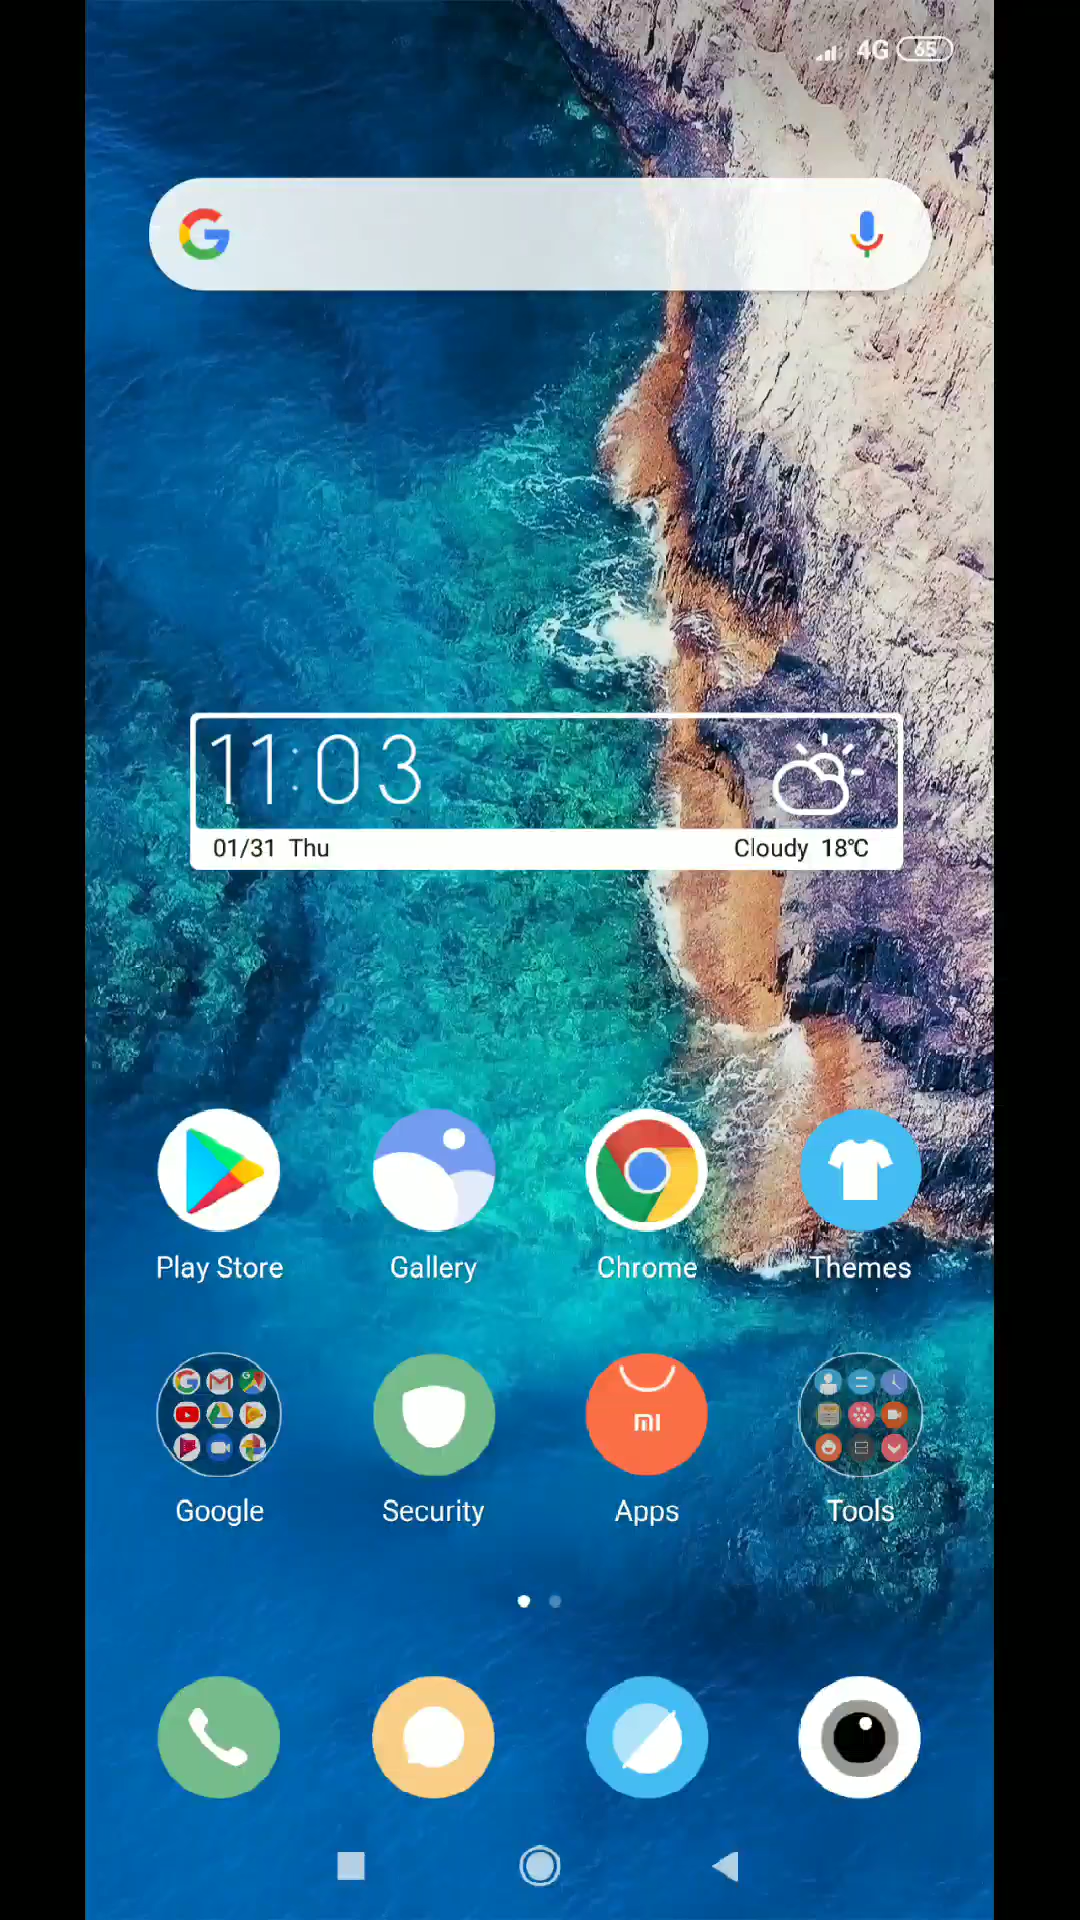 4G 65
11:03
01/31 Thu Cloudy 18℃
Play Store Gallery Chrome Themes
Google Security Apps Tools